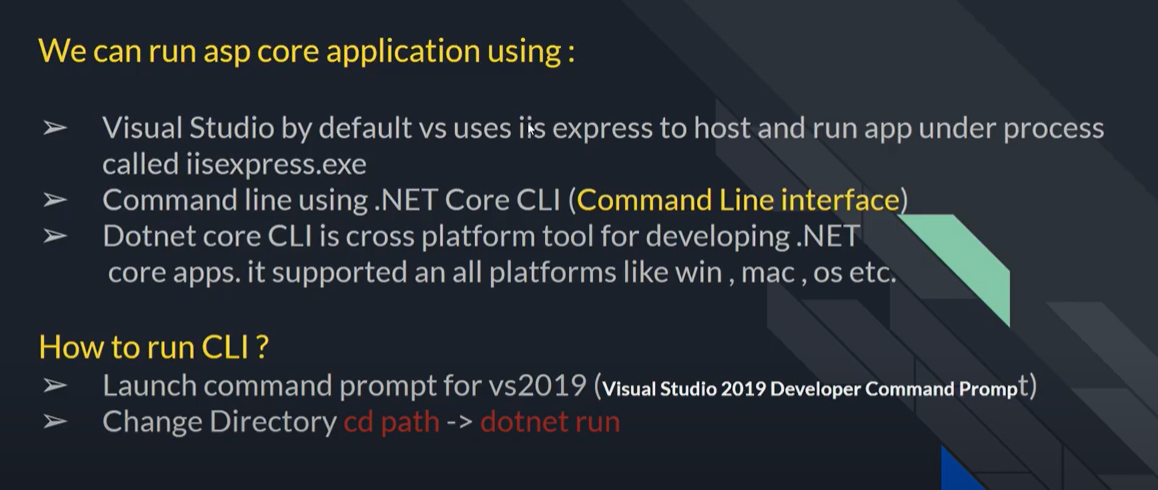 We can run asp core application using :
➢ Visual Studio by default vs uses iis express to host and run app under process
called iisexpress.exe
➢ Command line using .NET Core CLI (Command Line interface)
➢ Dotnet core CLI is cross platform tool for developing .NET
core apps. it supported an all platforms like win , mac , os etc.
How to run CLI ?
➢ Launch command prompt for vs2019 (Visual Studio 2019 Developer Command Prompt)
➢ Change Directory cd path -> dotnet run